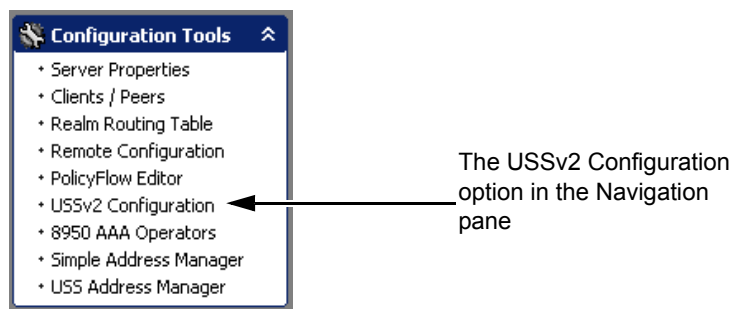 Configuration Tools
• Server Properties
• Clients / Peers
• Realm Routing Table
• Remote Configuration
• PolicyFlow Editor
• USSv2 Configuration
• 8950 AAA Operators
• Simple Address Manager
• USS Address Manager
The USSv2 Configuration
option in the Navigation
pane